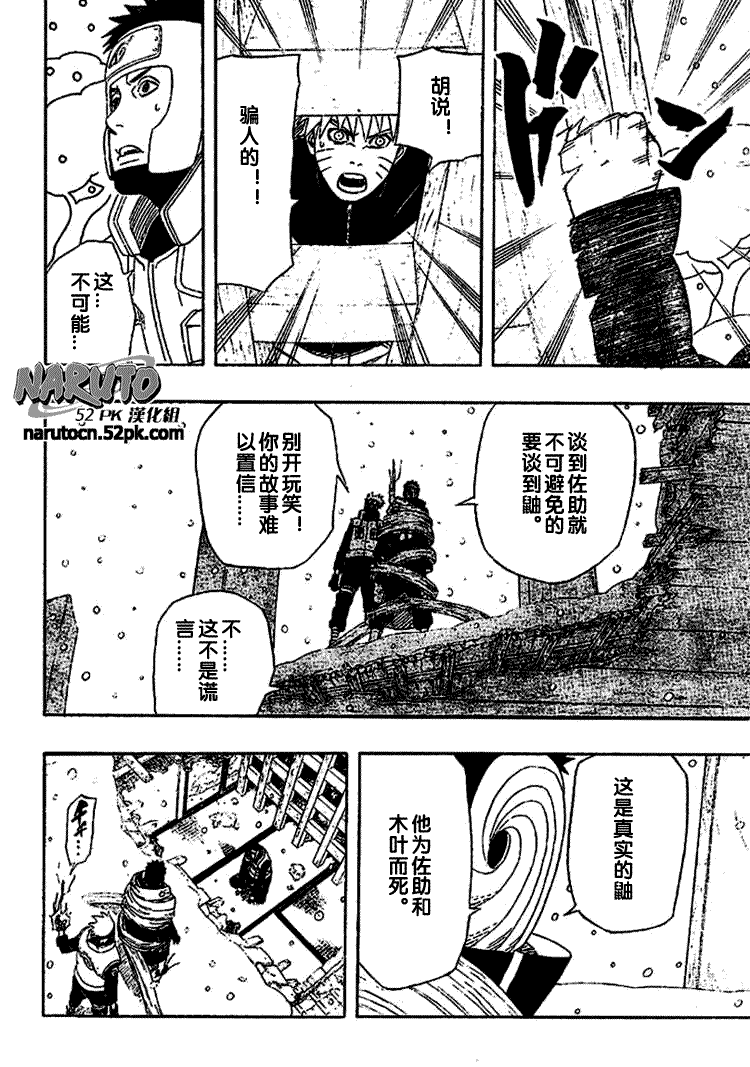 ドドン
胡说！
骗人的！！
这…
不可能…
NARUTO
52PK 漢化組
narutocn.52pk.com
谈到佐助就
不可避免的
要谈到鼬。
别开玩笑！
你的故事难
以置信……
不……
这不是谎
言……
这是真实的鼬
他为佐助和
木叶而死。